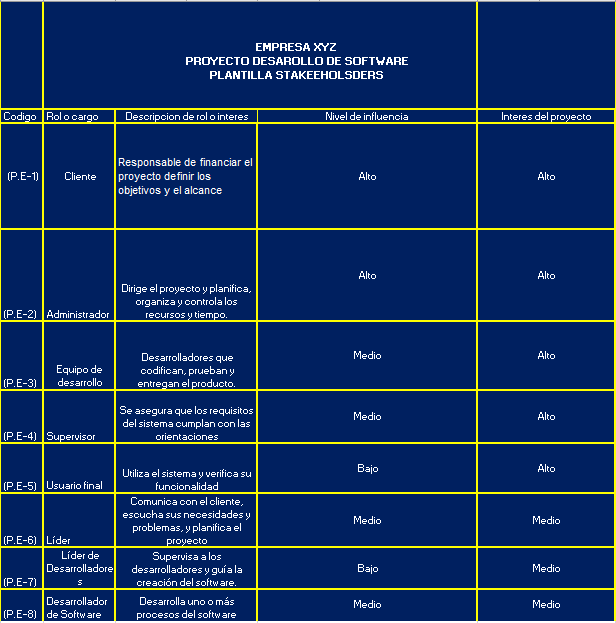 EMPRESA XYZ
PROYECTO DESAROLLO DE SOFTWARE
PLANTILLA STAKEEHOLSDERS
Codigo Rol o cargo Descripcion de rol o interes Nivel de influencia Interes del proyecto
(P.E-1) Cliente
Responsable de financiar el
proyecto definir los
objetivos y el alcance
Alto Alto
(P.E-2) Administrador
Dirige el proyecto y planifica,
organiza y controla los
recursos y tiempo.
Alto Alto
(P.E-3)
Equipo de
desarrollo
Desarrolladores que
codifican, prueban y
entregan el producto.
Medio Alto
(P.E-4) Supervisor
Se asegura que los requisitos
del sistema cumplan con las
orientaciones
Medio Alto
(P.E-5) Usuario final
Utiliza el sistema y verifica su
funcionalidad
Bajo Alto
(P.E-6) Líder
Comunica con el cliente,
escucha sus necesidades y
problemas, y planifica el
proyecto
Medio Medio
(P.E-7)
Líder de
Desarrolladore
s
Supervisa a los
desarrolladores y guía la
creación del software.
Bajo Medio
(P.E-8)
Desarrollador
de Software
Desarrolla uno o más
procesos del software
Medio Medio